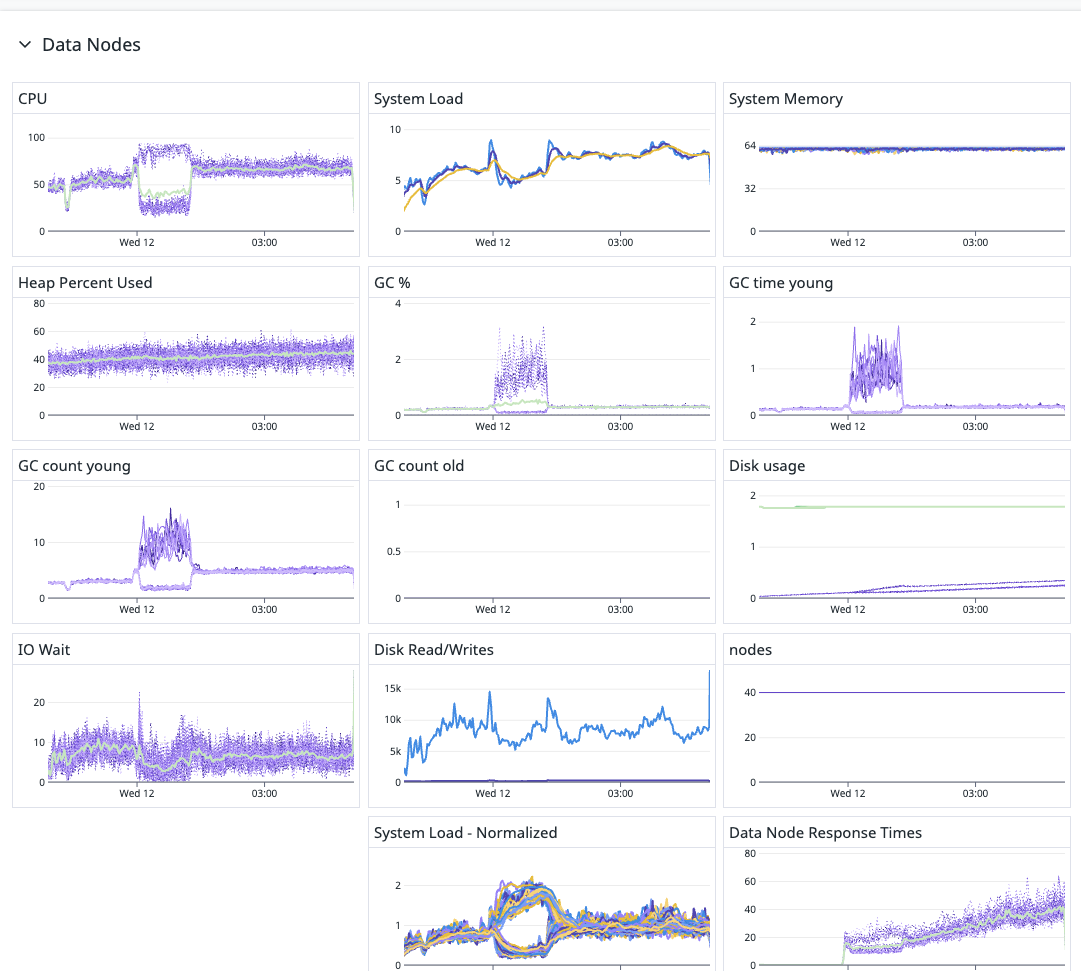 Data Nodes
CPU
100
50
0
Wed 12 03:00
System Load
10
5
0
Wed 12 03:00
System Memory
64
32
0
Wed 12 03:00
Heap Percent Used
80
60
40
20
0
Wed 12 03:00
GC %
4
2
0
Wed 12 03:00
GC time young
2
1
0
Wed 12 03:00
GC count young
20
10
0
Wed 12 03:00
GC count old
1
0.5
0
Wed 12 03:00
Disk usage
2
1
0
Wed 12 03:00
IO Wait
20
10
0
Wed 12 03:00
Disk Read/Writes
15k
10k
5k
0
Wed 12 03:00
nodes
40
20
0
Wed 12 03:00
System Load - Normalized
2
1
0
Data Node Response Times
80
60
40
20
0